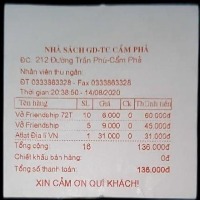 NHÀ SÁCH GD-TC CẨM PHẢ
ĐC: 212 Đường Trần Phú-Cẩm Phả
Nhân viên thu ngân
ĐT 0333863328 - Fax 0333863328
Thời gian 20:38:50 - 14/08/2020
Tên hàng SL Giá Ck Thành tiền
Vở Friendship 72T 10 6.000 0 60.000đ
Vở Friendship 5 9.000 0 45.000đ
Atlat Địa lí VN 1 31.000 0 31.000đ
Tổng cộng 16 136.000đ
Chiết khấu bán hàng 0đ
Tổng số thanh toán: 136.000đ
XIN CẢM ƠN QUÍ KHÁCH!